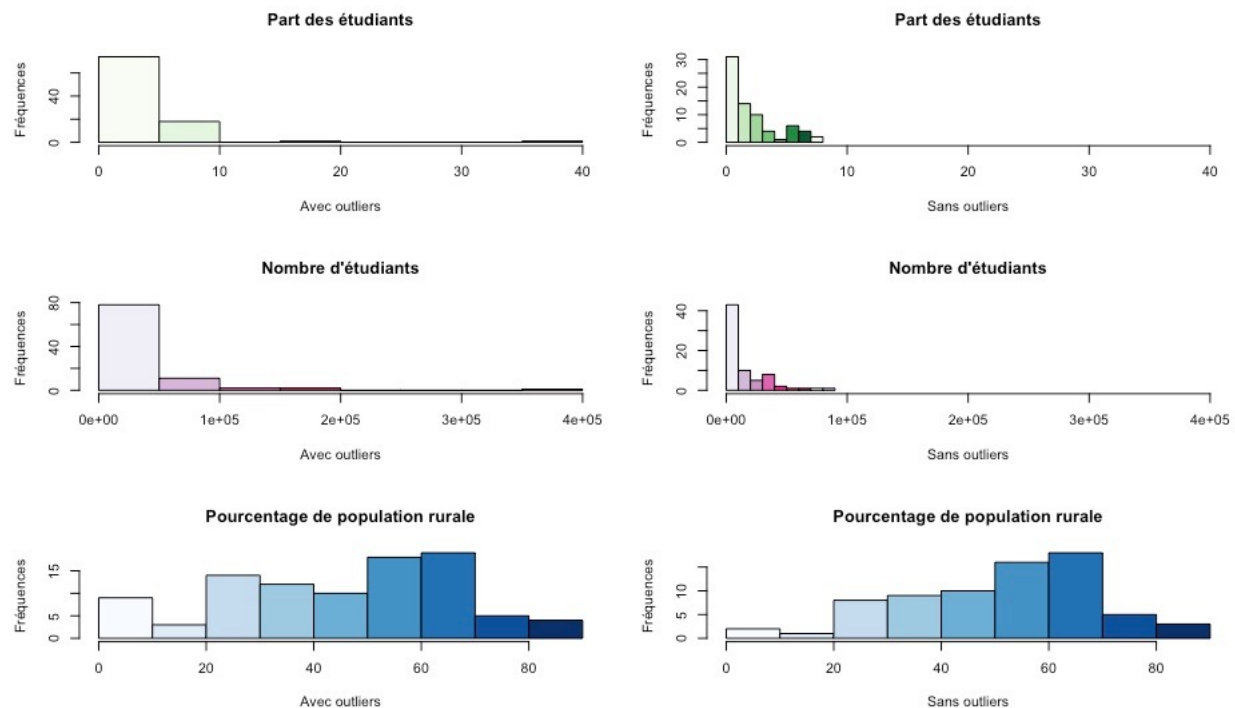 Part des étudiants
Fréquences
40
0
0 10 20 30 40
Avec outliers
Part des étudiants
Fréquences
30
20
10
0
0 10 20 30 40
Sans outliers
Nombre d'étudiants
Fréquences
80
40
0
0e+00 1e+05 2e+05 3e+05 4e+05
Avec outliers
Nombre d'étudiants
Fréquences
40
20
0
0e+00 1e+05 2e+05 3e+05 4e+05
Sans outliers
Pourcentage de population rurale
Fréquences
15
5
0
0 20 40 60 80
Avec outliers
Pourcentage de population rurale
Fréquences
10
5
0
0 20 40 60 80
Sans outliers